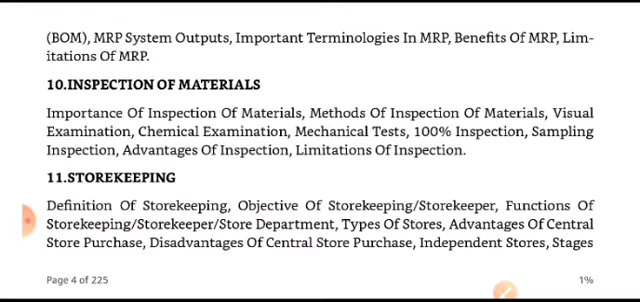 (BOM), MRP System Outputs, Important Terminologies In MRP, Benefits Of MRP, Lim-
itations Of MRP.
10.INSPECTION OF MATERIALS
Importance Of Inspection Of Materials, Methods Of Inspection Of Materials, Visual
Examination, Chemical Examination, Mechanical Tests, 100% Inspection, Sampling
Inspection, Advantages Of Inspection, Limitations Of Inspection.
11.STOREKEEPING
Definition Of Storekeeping, Objective Of Storekeeping/Storekeeper, Functions Of
Storekeeping/Storekeeper/Store Department, Types Of Stores, Advantages Of Central
Store Purchase, Disadvantages Of Central Store Purchase, Independent Stores, Stages
Page 4 of 225
1%